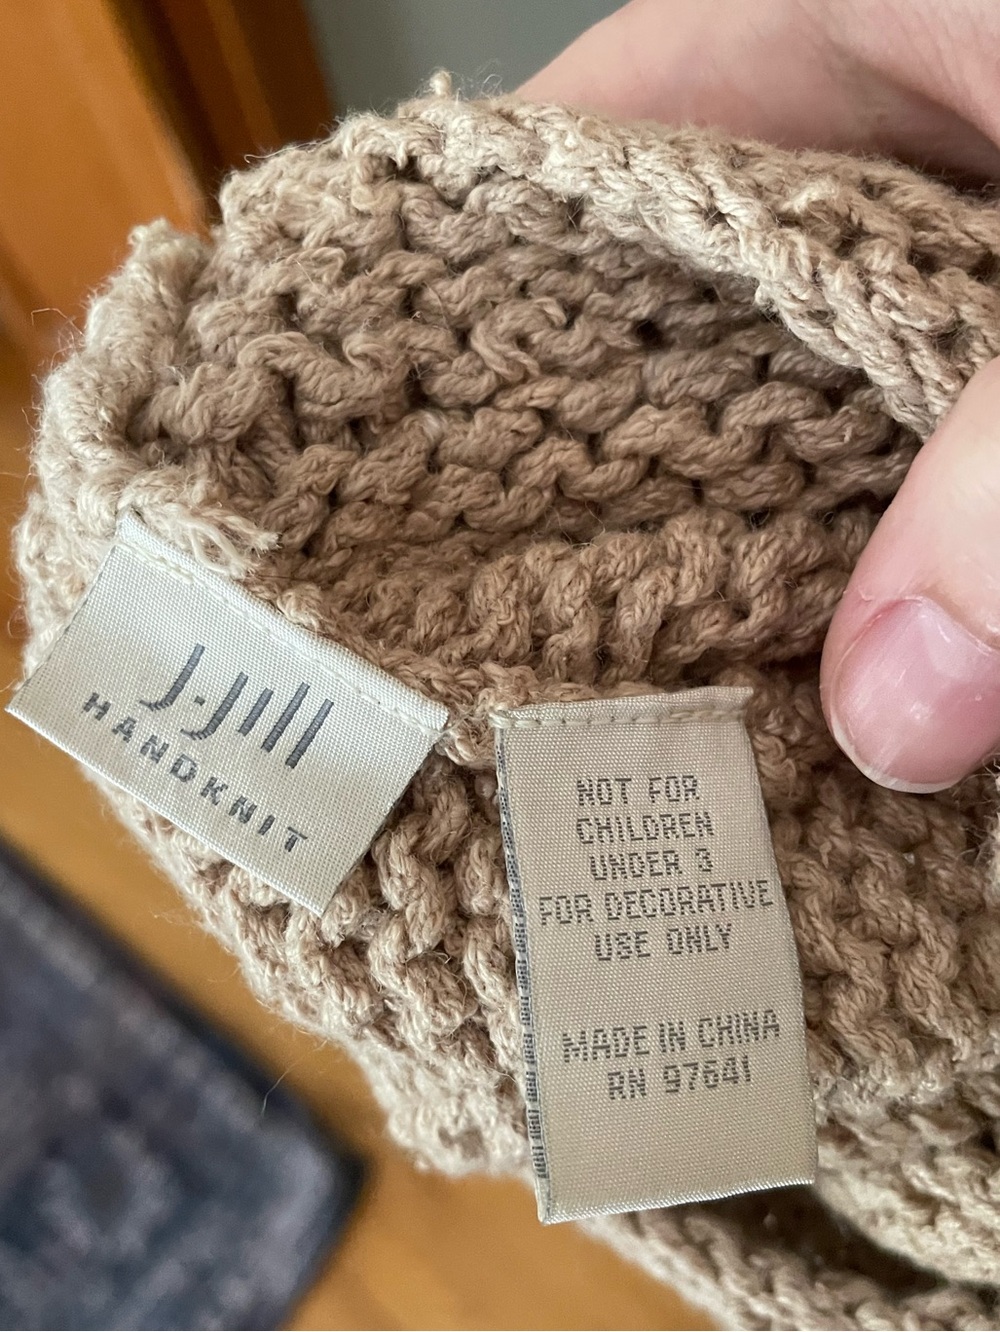 J.Jill
HANDKNIT
NOT FOR
CHILDREN
UNDER 3
FOR DECORATIVE
USE ONLY
MADE IN CHINA
RN 97641